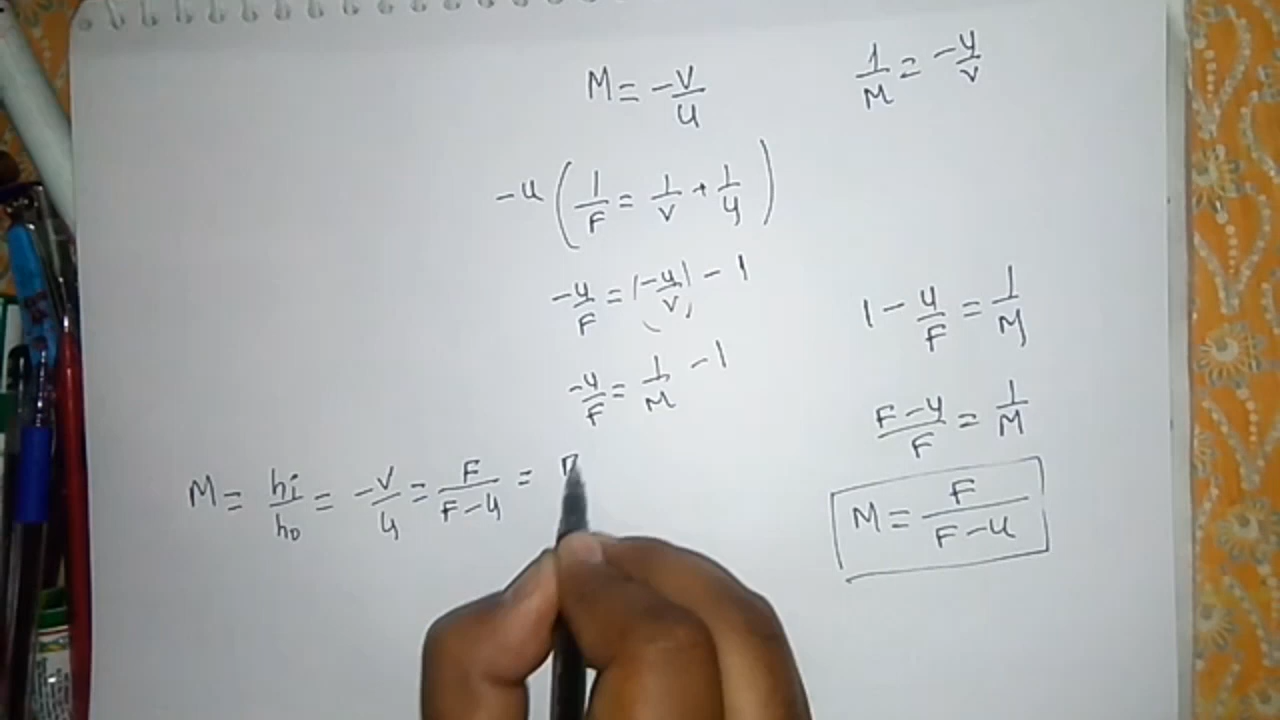 M = -v/u
1/M = -u/v
-u (1/F = 1/v + 1/u)
-u/F = (-u/v) - 1
1 - u/F = 1/M
-u/F = 1/M - 1
F-u/F = 1/M
M = hi/ho = -v/u = F/F-u =
M = F/F-u